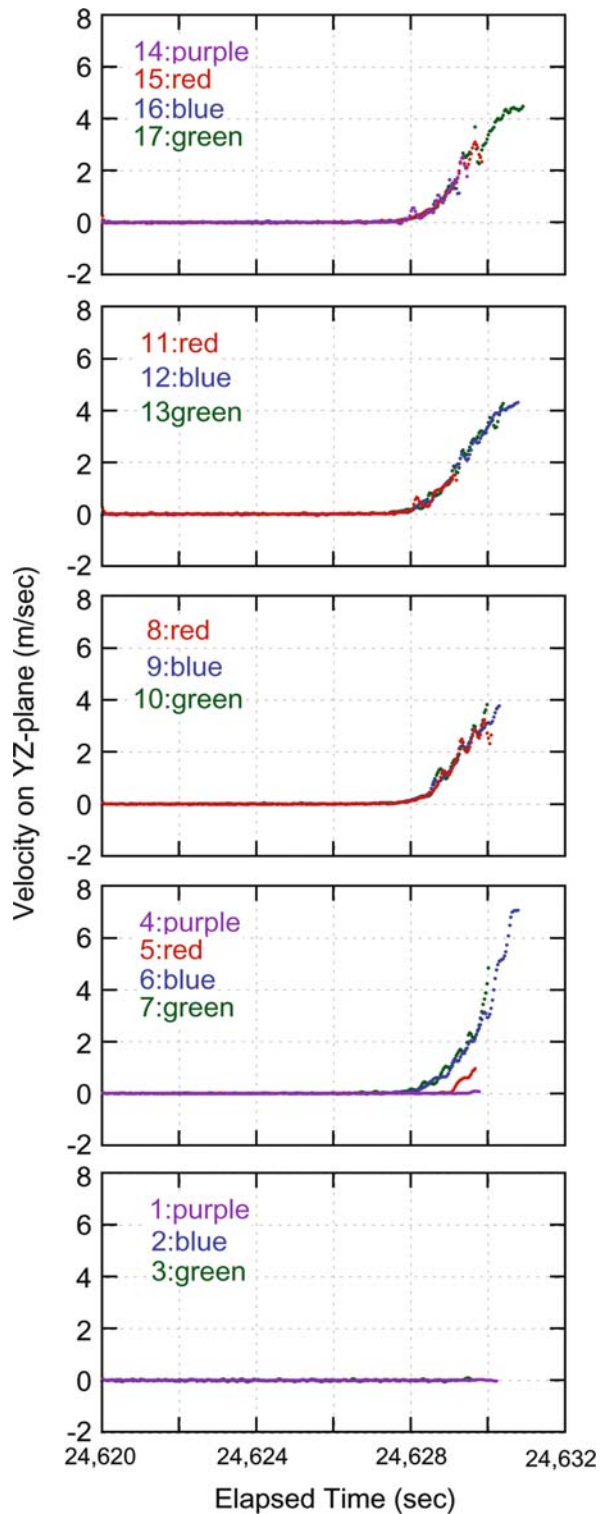 8
6
4
2
0
-2
14:purple
15:red
16:blue
17:green
8
6
4
2
0
-2
11:red
12:blue
13green
8
6
4
2
0
-2
8:red
9:blue
10:green
8
6
4
2
0
-2
4:purple
5:red
6:blue
7:green
8
6
4
2
0
-2
1:purple
2:blue
3:green
Velocity on YZ-plane (m/sec)
24,620 24,624 24,628 24,632
Elapsed Time (sec)